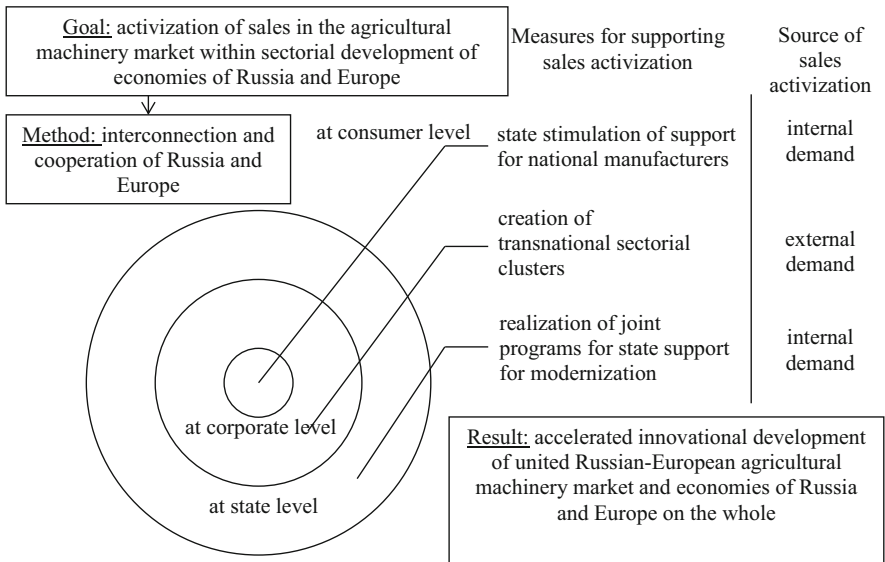 Goal: activization of sales in the agricultural
machinery market within sectorial development of
economies of Russia and Europe
Measures for supporting
sales activization
Source of
sales
activization
Method: interconnection and
cooperation of Russia and
Europe
at consumer level
state stimulation of support
for national manufacturers
internal
demand
creation of
transnational sectorial
clusters
external
demand
realization of joint
programs for state support
for modernization
internal
demand
at corporate level
at state level
Result: accelerated innovational development
of united Russian-European agricultural
machinery market and economies of Russia
and Europe on the whole